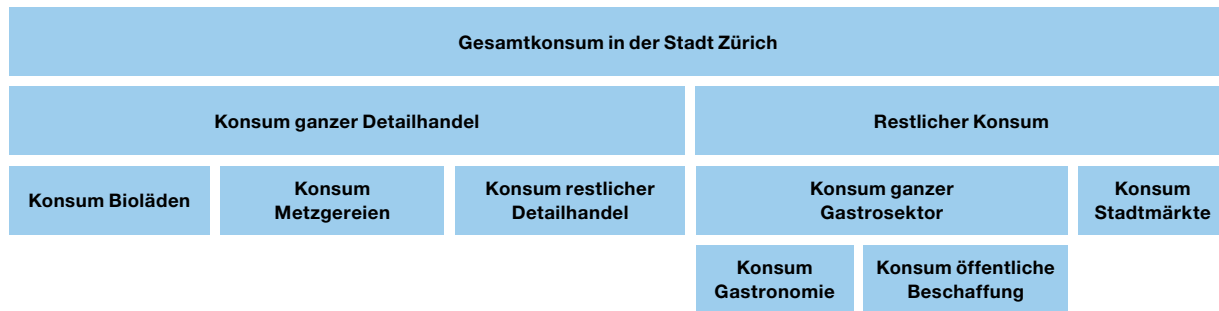 Gesamtkonsum in der Stadt Zürich
Konsum ganzer Detailhandel
Restlicher Konsum
Konsum Bioläden
Konsum
Metzgereien
Konsum restlicher
Detailhandel
Konsum ganzer
Gastrosektor
Konsum
Stadtmärkte
Konsum
Gastronomie
Konsum öffentliche
Beschaffung